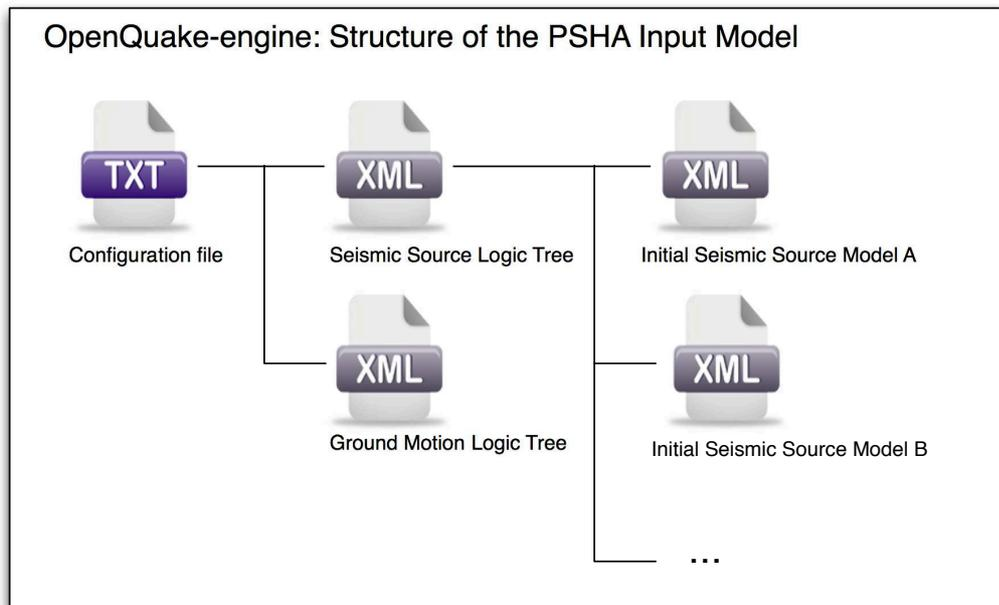 OpenQuake-engine: Structure of the PSHA Input Model
TXT
XML
XML
Configuration file
Seismic Source Logic Tree
Initial Seismic Source Model A
XML
XML
Ground Motion Logic Tree
Initial Seismic Source Model B
...